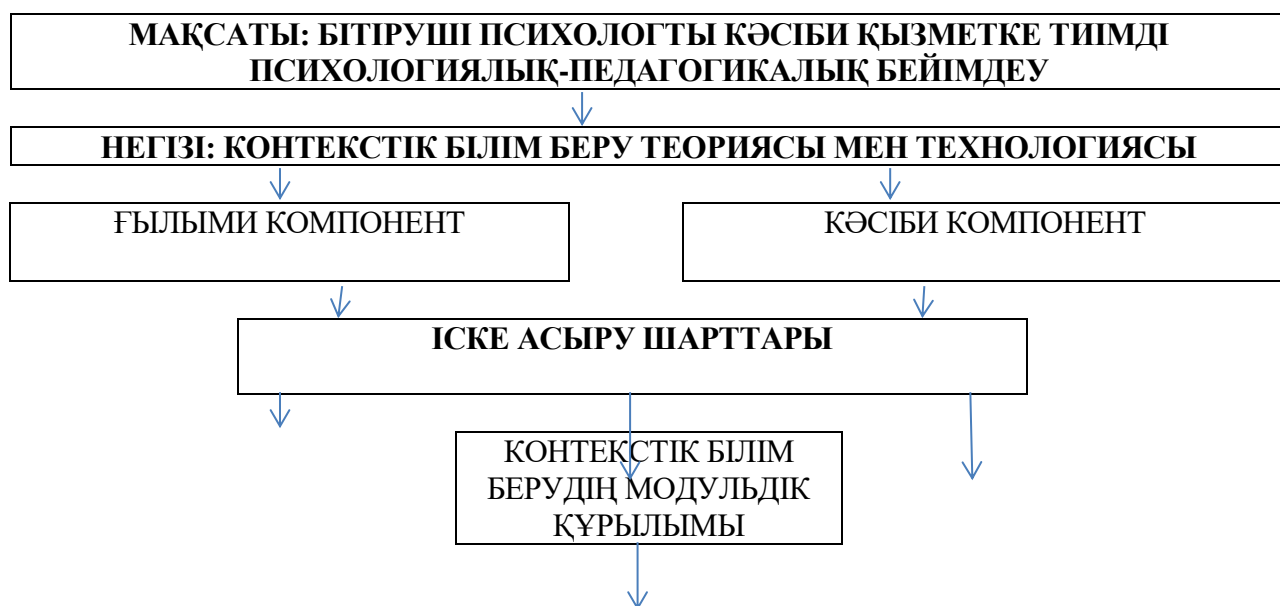 МАҚСАТЫ: БІТІРУШІ ПСИХОЛОГТЫ КӘСІБИ ҚЫЗМЕТКЕ ТИІМДІ
ПСИХОЛОГИЯЛЫҚ-ПЕДАГОГИКАЛЫҚ БЕЙІМДЕУ
НЕГІЗІ: КОНТЕКСТІК БІЛІМ БЕРУ ТЕОРИЯСЫ МЕН ТЕХНОЛОГИЯСЫ
ҒЫЛЫМИ КОМПОНЕНТ
КӘСІБИ КОМПОНЕНТ
ІСКЕ АСЫРУ ШАРТТАРЫ
КОНТЕКСТІК БІЛІМ
БЕРУДІҢ МОДУЛЬДІК
ҚҰРЫЛЫМЫ